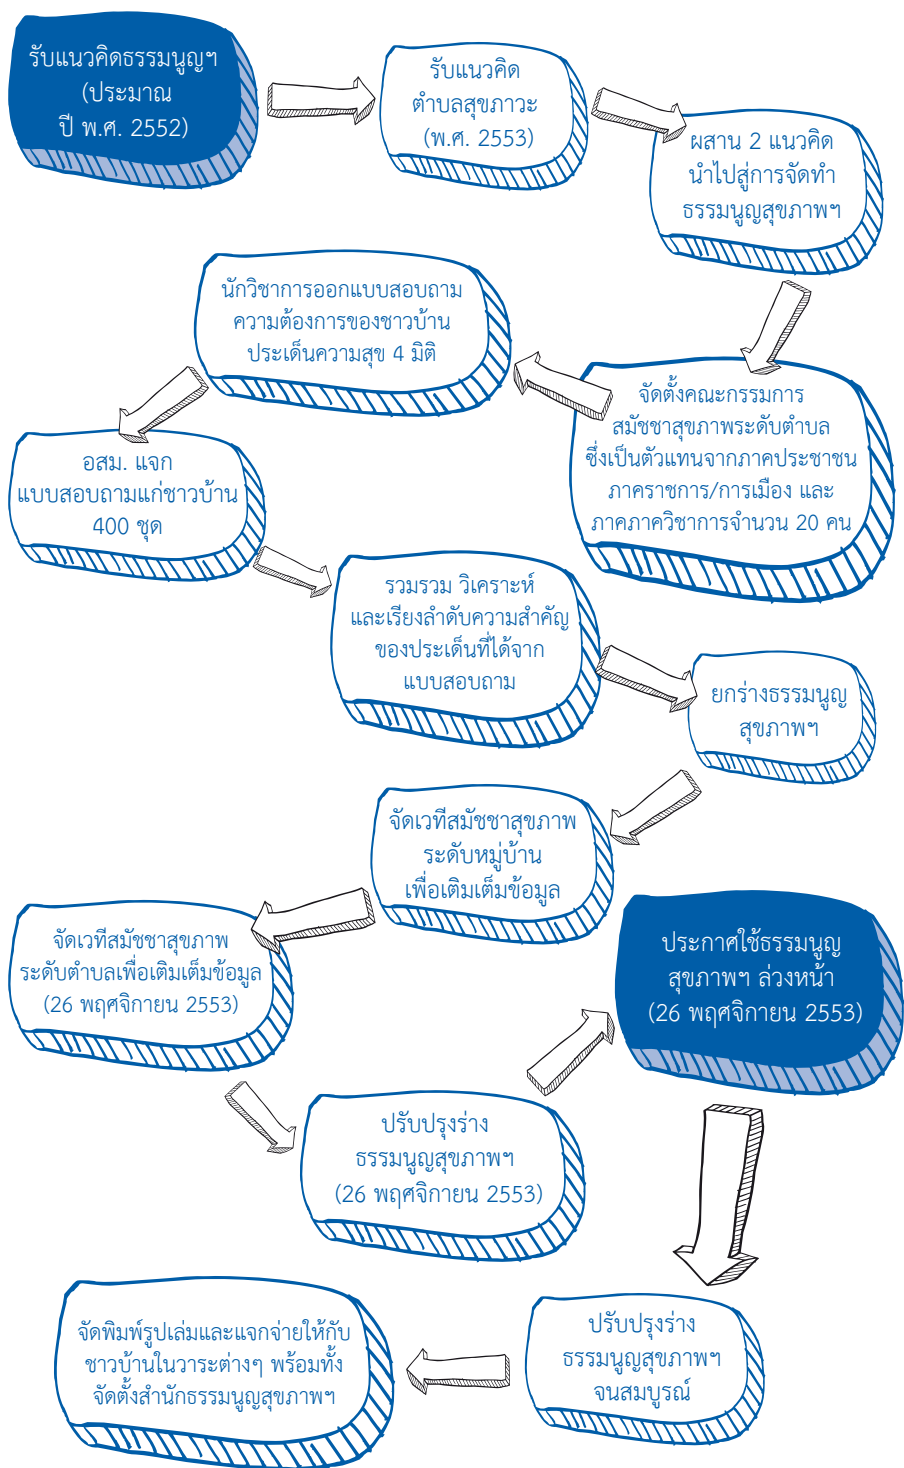 รับแนวคิดธรรมนูญฯ
(ประมาณ
ปี พ.ศ. 2552)
รับแนวคิด
ตำบลสุขภาวะ
(พ.ศ. 2553)
ผสาน 2 แนวคิด
นำไปสู่การจัดทำ
ธรรมนูญสุขภาพฯ
จัดตั้งคณะกรรมการ
สมัชชาสุขภาพระดับตำบล
ซึ่งเป็นตัวแทนจากภาคประชาชน
ภาคราชการ/การเมือง และ
ภาคภาควิชาการจำนวน 20 คน
นักวิชาการออกแบบสอบถาม
ความต้องการของชาวบ้าน
ประเด็นความสุข 4 มิติ
อสม. แจก
แบบสอบถามแก่ชาวบ้าน
400 ชุด
รวมรวม วิเคราะห์
และเรียงลำดับความสำคัญ
ของประเด็นที่ได้จาก
แบบสอบถาม
ยกร่างธรรมนูญ
สุขภาพฯ
จัดเวทีสมัชชาสุขภาพ
ระดับหมู่บ้าน
เพื่อเติมเต็มข้อมูล
จัดเวทีสมัชชาสุขภาพ
ระดับตำบลเพื่อเติมเต็มข้อมูล
(26 พฤศจิกายน 2553)
ปรับปรุงร่าง
ธรรมนูญสุขภาพฯ
(26 พฤศจิกายน 2553)
ประกาศใช้ธรรมนูญ
สุขภาพฯ ล่วงหน้า
(26 พฤศจิกายน 2553)
ปรับปรุงร่าง
ธรรมนูญสุขภาพฯ
จนสมบูรณ์
จัดพิมพ์รูปเล่มและแจกจ่ายให้กับ
ชาวบ้านในวาระต่างๆ พร้อมทั้ง
จัดตั้งสำนักธรรมนูญสุขภาพฯ